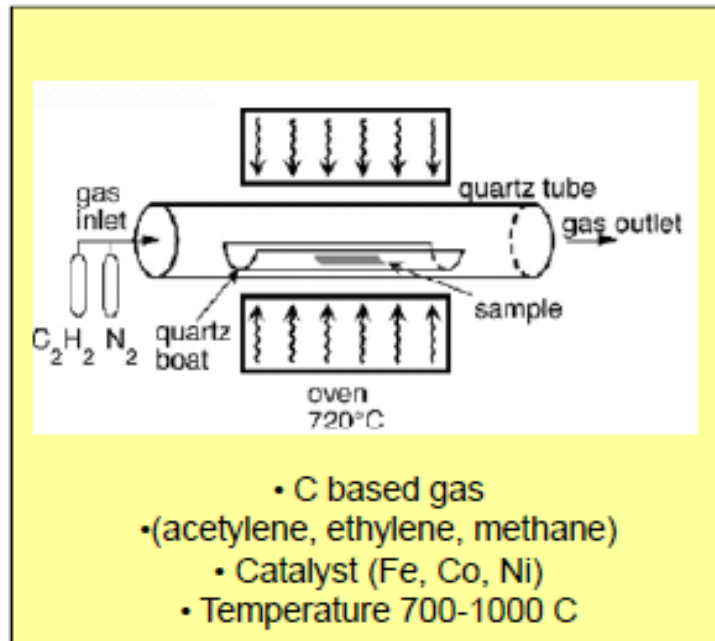 quartz tube
gas
inlet
gas outlet
sample
C₂H₂ N₂
quartz
boat
oven
720°C
• C based gas
•(acetylene, ethylene, methane)
• Catalyst (Fe, Co, Ni)
• Temperature 700-1000 C